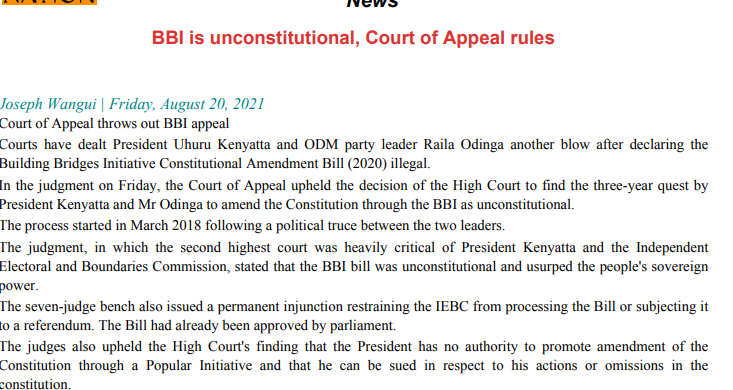 NATION
News
BBI is unconstitutional, Court of Appeal rules
Joseph Wangui | Friday, August 20, 2021
Court of Appeal throws out BBI appeal
Courts have dealt President Uhuru Kenyatta and ODM party leader Raila Odinga another blow after declaring the
Building Bridges Initiative Constitutional Amendment Bill (2020) illegal.
In the judgment on Friday, the Court of Appeal upheld the decision of the High Court to find the three-year quest by
President Kenyatta and Mr Odinga to amend the Constitution through the BBI as unconstitutional.
The process started in March 2018 following a political truce between the two leaders.
The judgment, in which the second highest court was heavily critical of President Kenyatta and the Independent
Electoral and Boundaries Commission, stated that the BBI bill was unconstitutional and usurped the people's sovereign
power.
The seven-judge bench also issued a permanent injunction restraining the IEBC from processing the Bill or subjecting it
to a referendum. The Bill had already been approved by parliament.
The judges also upheld the High Court's finding that the President has no authority to promote amendment of the
Constitution through a Popular Initiative and that he can be sued in respect to his actions or omissions in the
constitution.